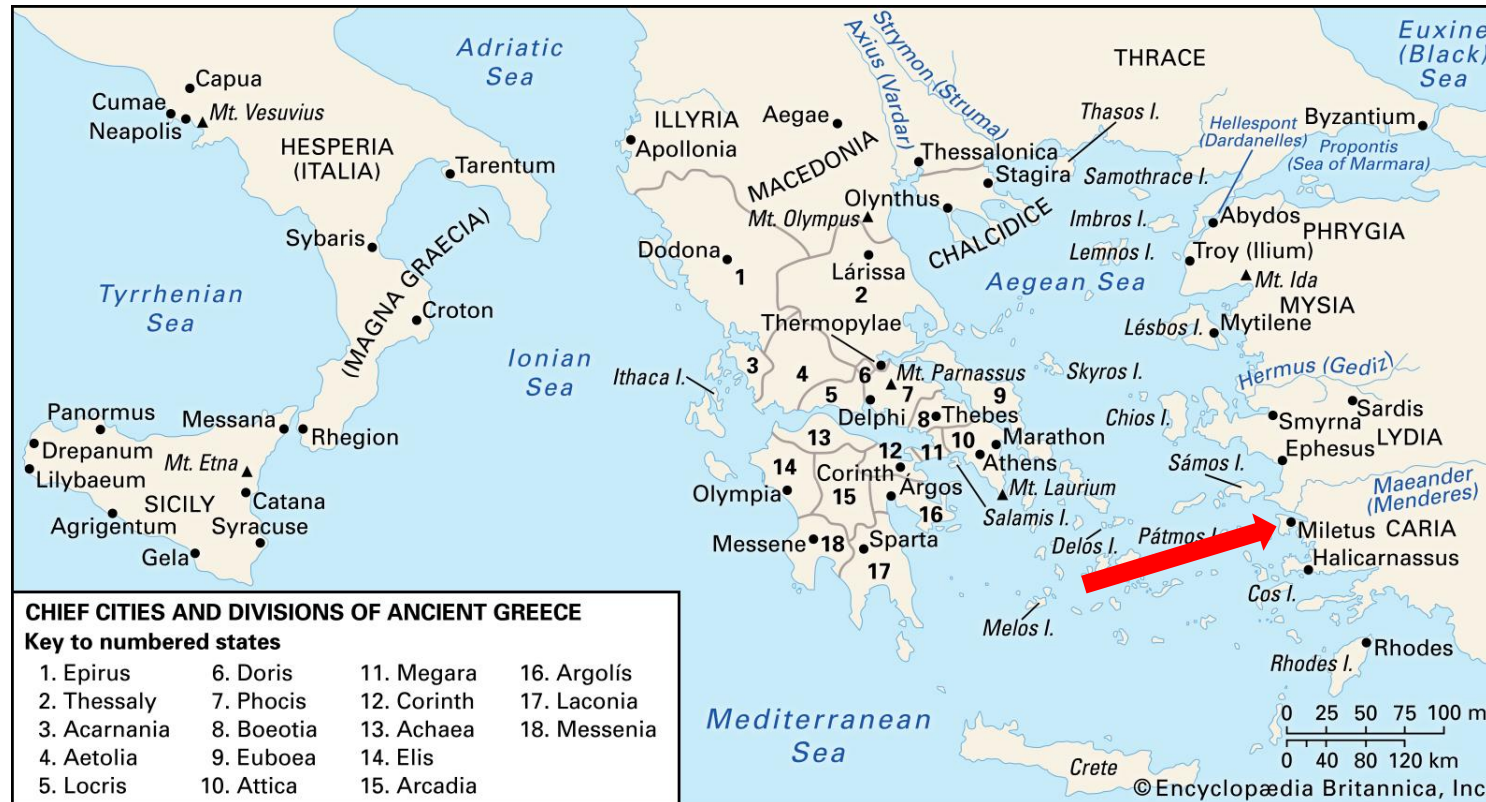 Adriatic
Sea
Strymon (Struma)
Axius (Vardar)
THRACE
Euxine
(Black)
Sea
Capua
Cumae
Mt. Vesuvius
Neapolis
HESPERIA
(ITALIA)
Tarentum
ILLYRIA
Apollonia
Aegae
MACEDONIA
Thasos I.
Hellespont
(Dardanelles)
Byzantium
Propontis
(Sea of Marmara)
Thessalonica
Stagira
Samothrace I.
Olynthus
Mt. Olympus
CHALCIDICE
Imbros I.
Abydos
PHRYGIA
Sybaris
(MAGNA GRAECIA)
Dodona
1
Lárissa
2
Lemnos I.
Troy (Ilium)
Mt. Ida
Tyrrhenian
Sea
Aegean Sea
MYSIA
Croton
Thermopylae
Lésbos I.
Mytilene
Ionian
Sea
Ithaca I.
3
4
5
6
Mt. Parnassus
7
Skyros I.
Hermus (Gediz)
9
Delphi
8
Thebes
Chios I.
Smyrna
Sardis
LYDIA
Panormus
Messana
Rhegion
Drepanum
Mt. Etna
Lilybaeum
13
12
11
10
Marathon
Athens
Ephesus
14
Corinth
Sámos I.
SICILY
Catana
Olympia
15
Árgos
Mt. Laurium
Maeander
(Menderes)
Agrigentum
Syracuse
16
Salamis I.
Delos I.
Pátmos I.
Miletus
CARIA
Gela
Messene
18
Sparta
17
Halicarnassus
Cos I.
Melos I.
Rhodes
Rhodes I.
Mediterranean
Sea
Crete
CHIEF CITIES AND DIVISIONS OF ANCIENT GREECE
Key to numbered states
1. Epirus
2. Thessaly
3. Acarnania
4. Aetolia
5. Locris
6. Doris
7. Phocis
8. Boeotia
9. Euboea
10. Attica
11. Megara
12. Corinth
13. Achaea
14. Elis
15. Arcadia
16. Argolís
17. Laconia
18. Messenia
0 25 50 75 100 m
0 40 80 120 km
© Encyclopædia Britannica, Inc